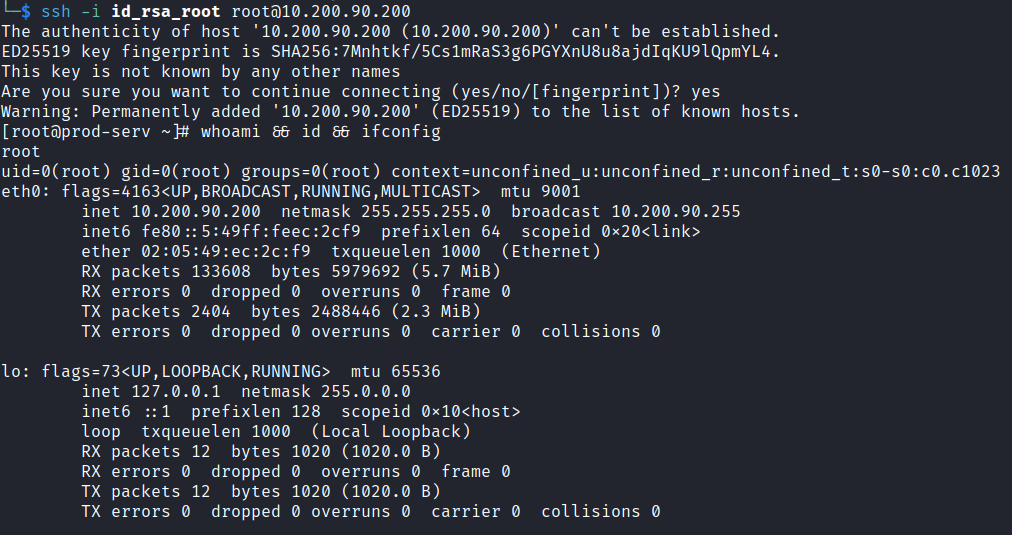 └─$ ssh -i id_rsa_root root@10.200.90.200
The authenticity of host '10.200.90.200 (10.200.90.200)' can't be established.
ED25519 key fingerprint is SHA256:7Mnhtkf/5Cs1mRaS3g6PGYXnU8u8ajdIqKU9lQpmYL4.
This key is not known by any other names
Are you sure you want to continue connecting (yes/no/[fingerprint])? yes
Warning: Permanently added '10.200.90.200' (ED25519) to the list of known hosts.
[root@prod-serv ~]# whoami && id && ifconfig
root
uid=0(root) gid=0(root) groups=0(root) context=unconfined_u:unconfined_r:unconfined_t:s0-s0:c0.c1023
eth0: flags=4163<UP,BROADCAST,RUNNING,MULTICAST>  mtu 9001
        inet 10.200.90.200  netmask 255.255.255.0  broadcast 10.200.90.255
        inet6 fe80::5:49ff:feec:2cf9  prefixlen 64  scopeid 0×20<link>
        ether 02:05:49:ec:2c:f9  txqueuelen 1000  (Ethernet)
        RX packets 133608  bytes 5979692 (5.7 MiB)
        RX errors 0  dropped 0  overruns 0  frame 0
        TX packets 2404  bytes 2488446 (2.3 MiB)
        TX errors 0  dropped 0 overruns 0  carrier 0  collisions 0
lo: flags=73<UP,LOOPBACK,RUNNING>  mtu 65536
        inet 127.0.0.1  netmask 255.0.0.0
        inet6 ::1  prefixlen 128  scopeid 0×10<host>
        loop  txqueuelen 1000  (Local Loopback)
        RX packets 12  bytes 1020 (1020.0 B)
        RX errors 0  dropped 0  overruns 0  frame 0
        TX packets 12  bytes 1020 (1020.0 B)
        TX errors 0  dropped 0 overruns 0  carrier 0  collisions 0